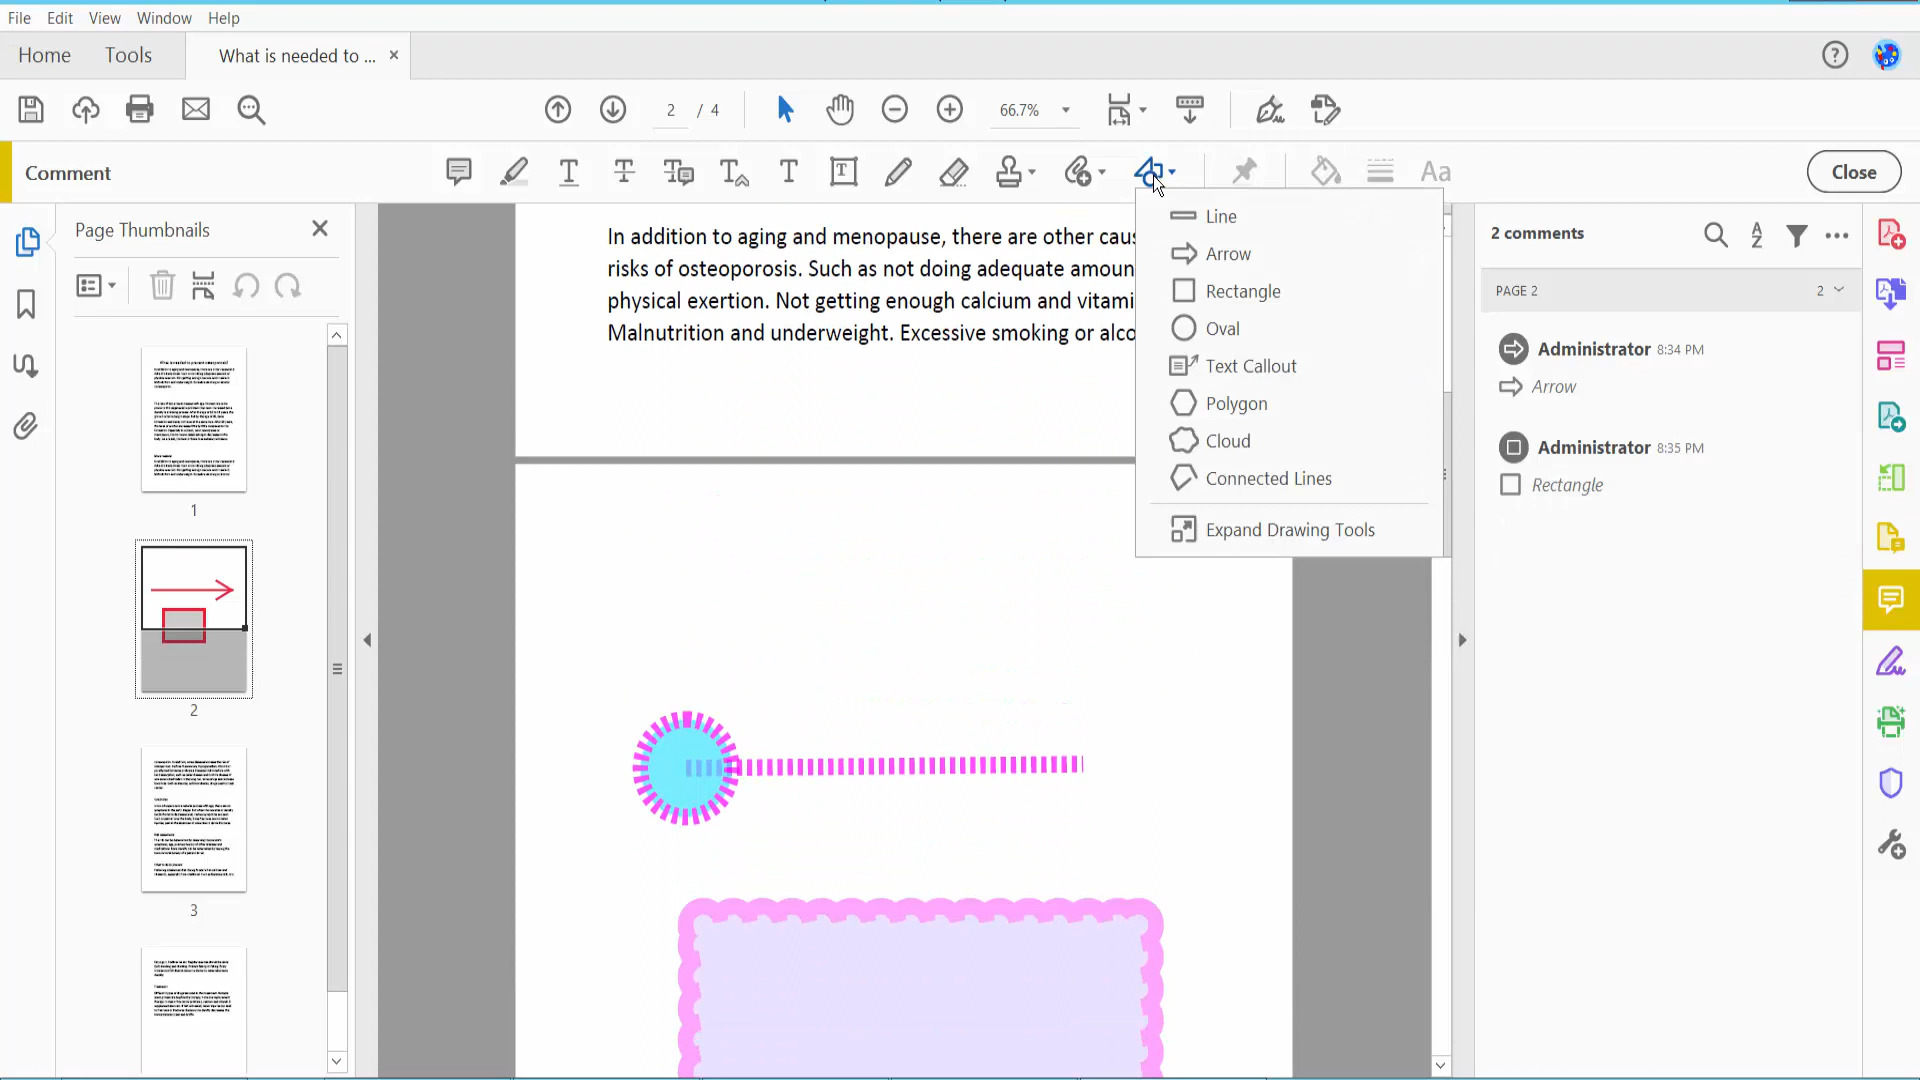 File Edit View Window Help
Home Tools What is needed to ... ×
2 / 4 66.7%
Comment Close
Page Thumbnails
1
2
3
In addition to aging and menopause, there are other cau
risks of osteoporosis. Such as not doing adequate amoun
physical exertion. Not getting enough calcium and vitami
Malnutrition and underweight. Excessive smoking or alco
Line
Arrow
Rectangle
Oval
Text Callout
Polygon
Cloud
Connected Lines
Expand Drawing Tools
2 comments
PAGE 2 2
Administrator 8:34 PM
Arrow
Administrator 8:35 PM
Rectangle